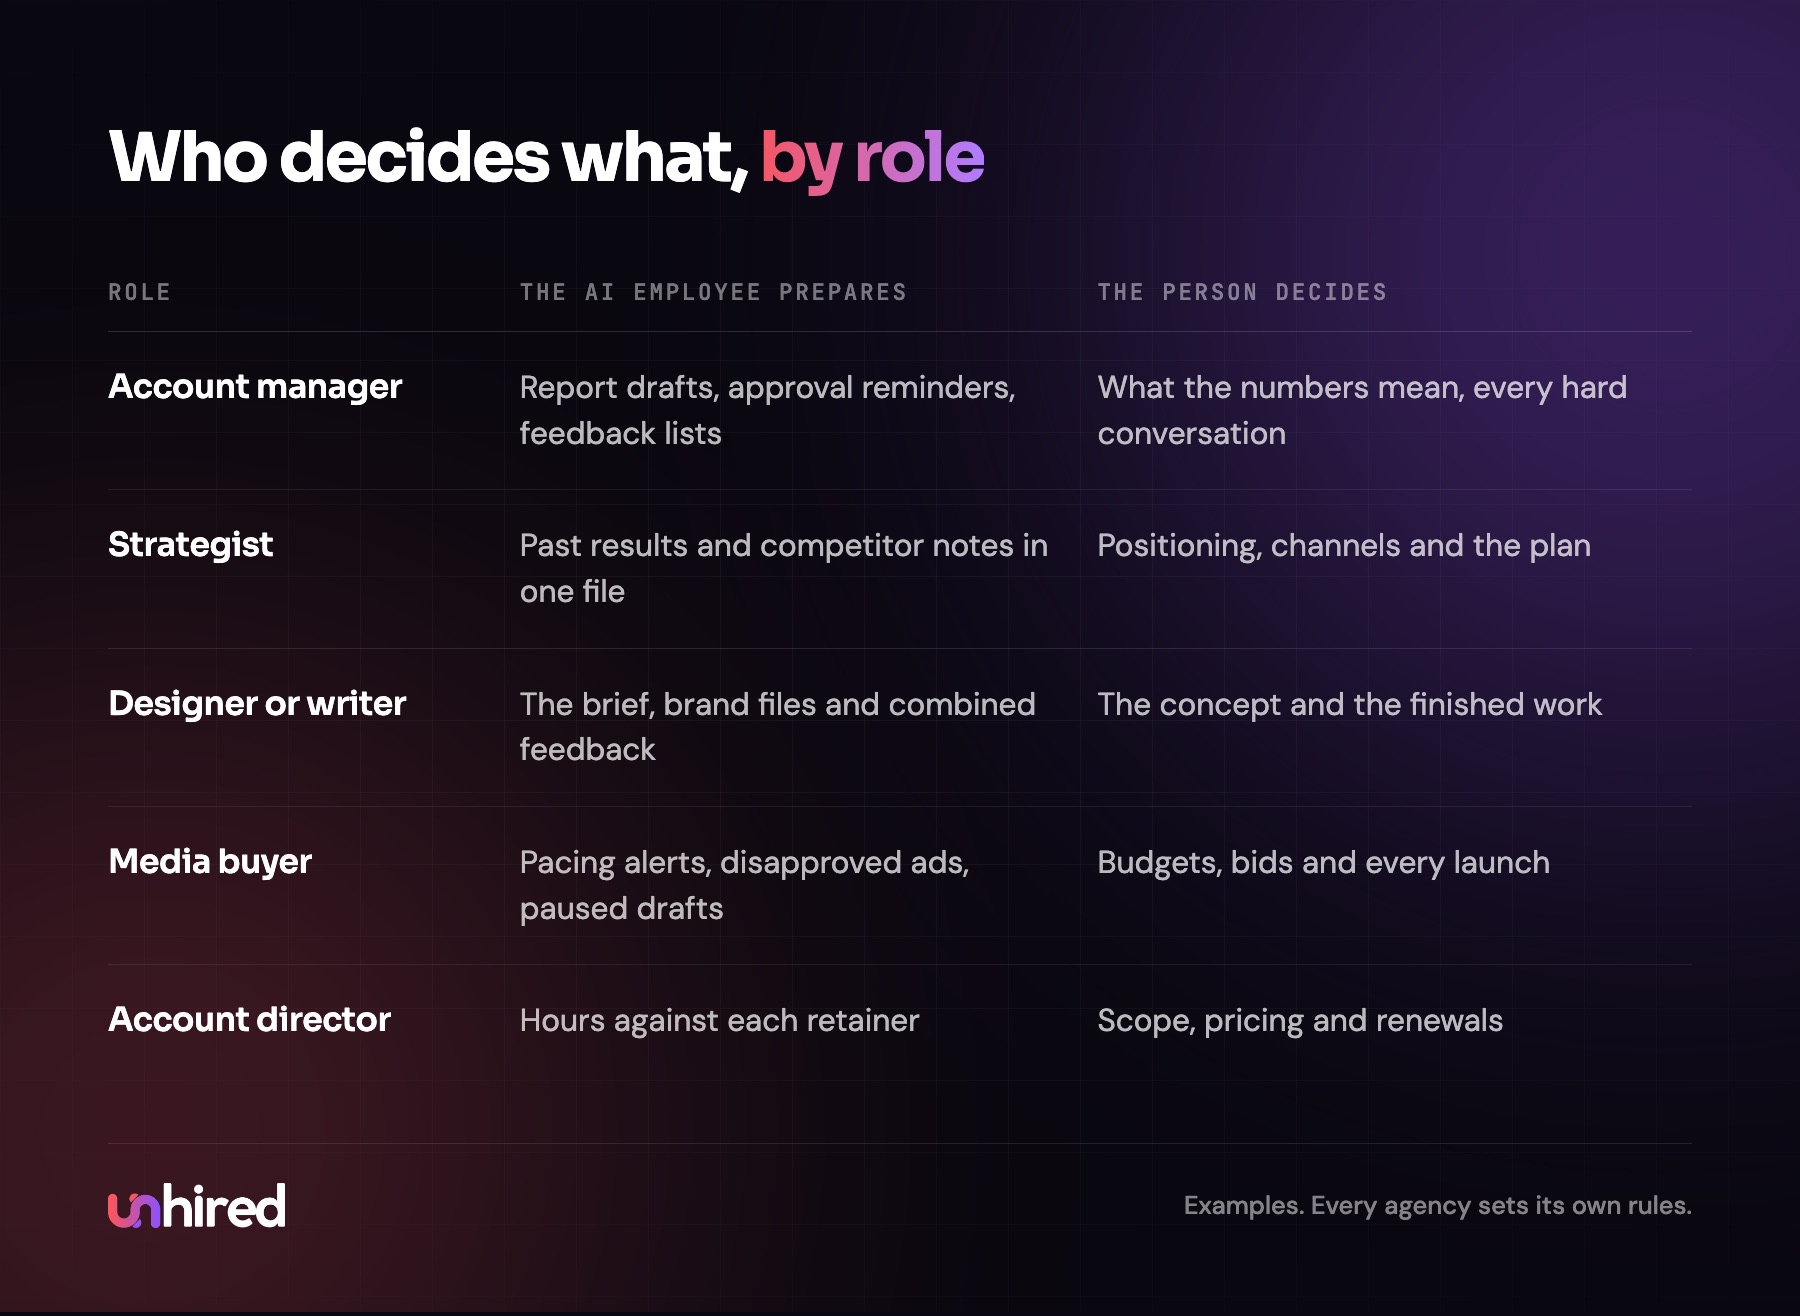 Who decides what, by role
ROLE
THE AI EMPLOYEE PREPARES
THE PERSON DECIDES
Account manager
Report drafts, approval reminders,
feedback lists
What the numbers mean, every hard
conversation
Strategist
Past results and competitor notes in
one file
Positioning, channels and the plan
Designer or writer
The brief, brand files and combined
feedback
The concept and the finished work
Media buyer
Pacing alerts, disapproved ads,
paused drafts
Budgets, bids and every launch
Account director
Hours against each retainer
Scope, pricing and renewals
unhired
Examples. Every agency sets its own rules.